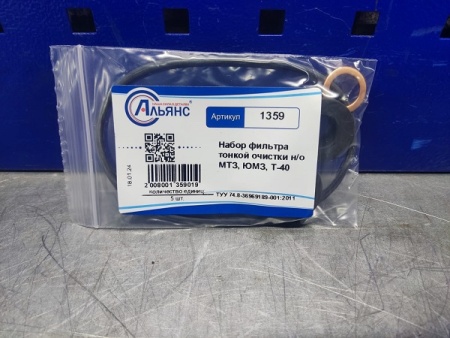 Альянс
Артикул 1359
Набор фильтра
тонкой очистки н/о
МТЗ, ЮМЗ, Т-40
18.01.24
2 000001 359019
количество единиц
5 шт.
ТУУ 74.8-36969189-001:2011